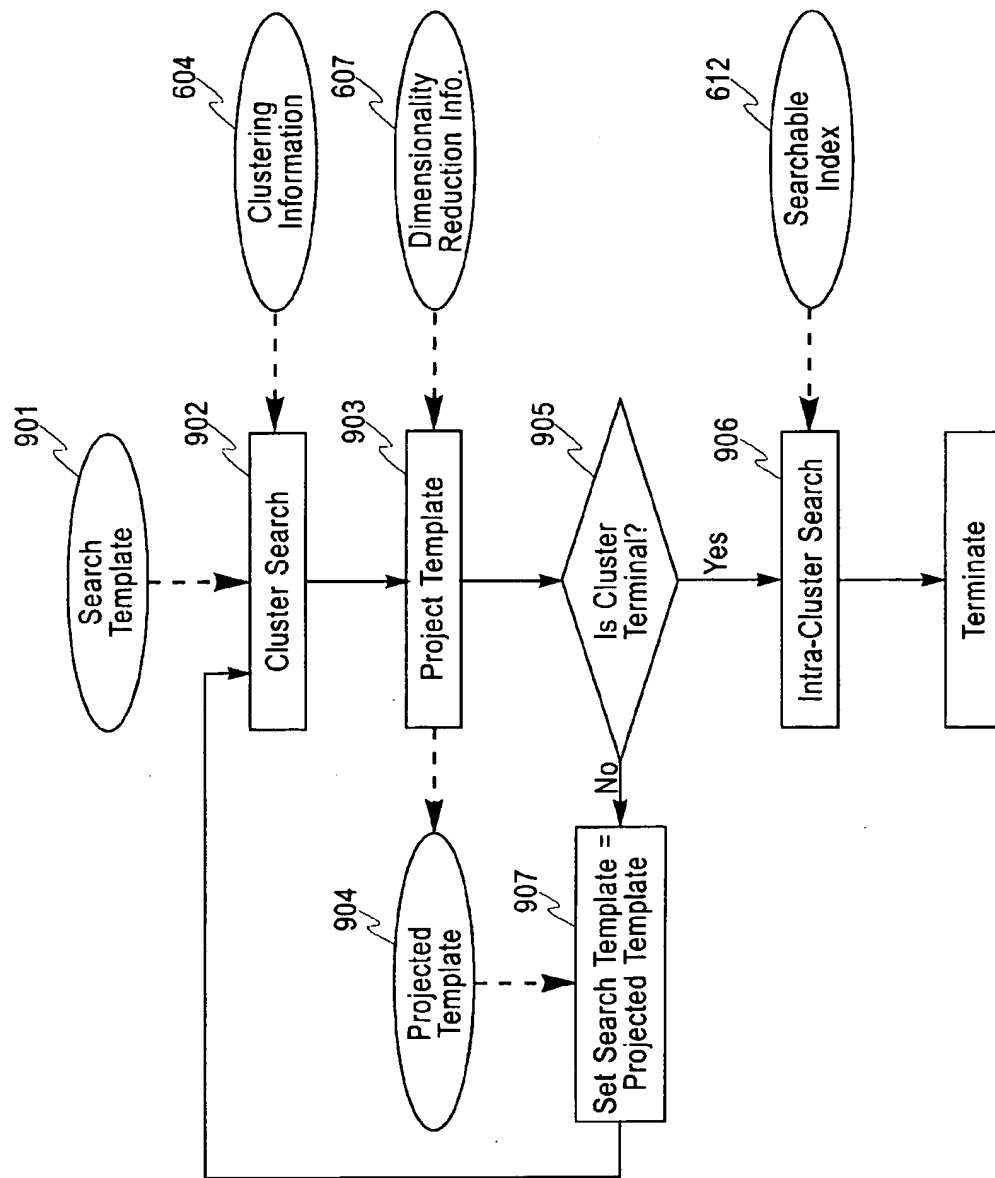 901
Search
Template
604
Clustering
Information
902
Cluster Search
607
Dimensionality
Reduction Info.
903
Project Template
904
Projected
Template
905
Is Cluster
Terminal?
No
Yes
907
Set Search Template =
Projected Template
612
Searchable
Index
906
Intra-Cluster Search
Terminate